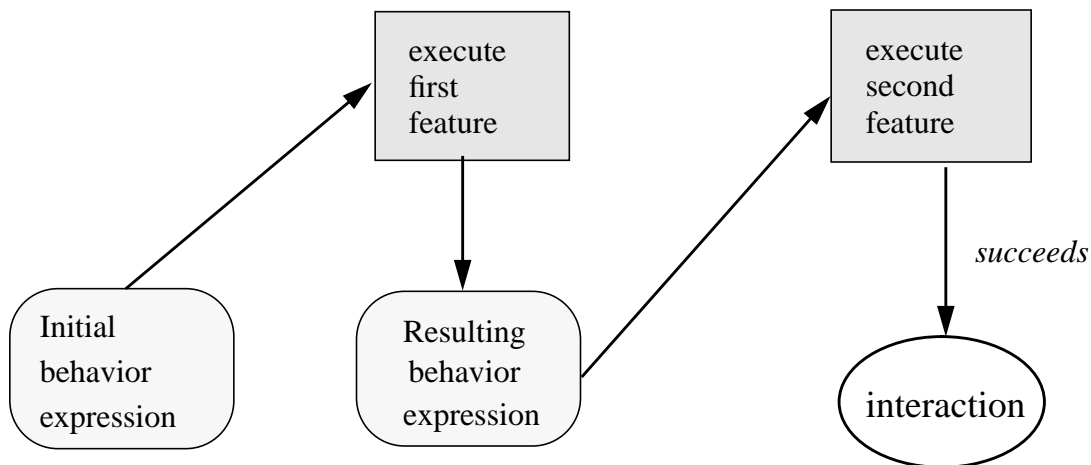 execute
first
feature
execute
second
feature
succeeds
Initial
behavior
expression
Resulting
behavior
expression
interaction